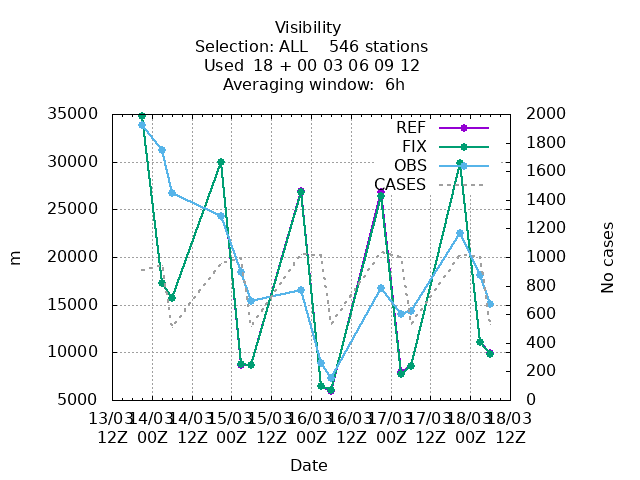 Visibility
Selection: ALL 546 stations
Used 18 + 00 03 06 09 12
Averaging window: 6h
35000
30000
25000
20000
15000
10000
5000
m
2000
1800
1600
1400
1200
1000
800
600
400
200
0
No cases
REF
FIX
OBS
CASES
13/03 14/03 14/03 15/03 15/03 16/03 16/03 17/03 17/03 18/03 18/03
12Z 00Z 12Z 00Z 12Z 00Z 12Z 00Z 12Z 00Z 12Z
Date